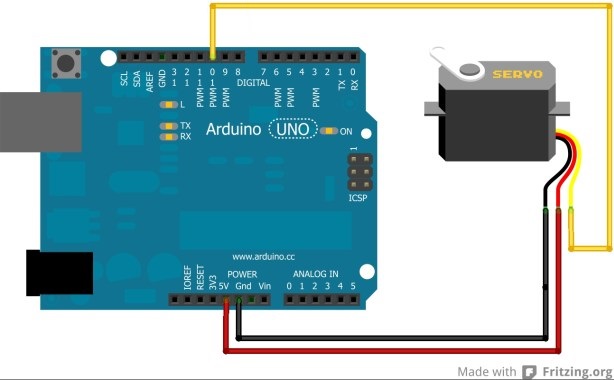 SERVO
SCL
SDA
AREF
GND
13
12
PWM 11
PWM 10
PWM 9
8
DIGITAL
7
PWM 6
PWM 5
4
PWM 3
2
TX 1
RX 0
L
TX
RX
Arduino UNO
ON
1
ICSP
www.arduino.cc
POWER
ANALOG IN
IOREF
RESET
3V3
5V
Gnd
Vin
0 1 2 3 4 5
Made with Fritzing.org